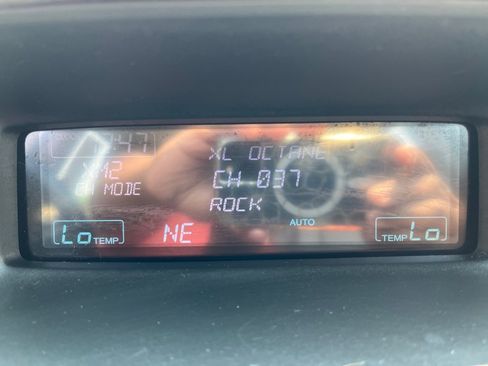 XL OCTANE
XM2
CH 037
CH MODE
ROCK
AUTO
Lo TEMP
NE
TEMP Lo